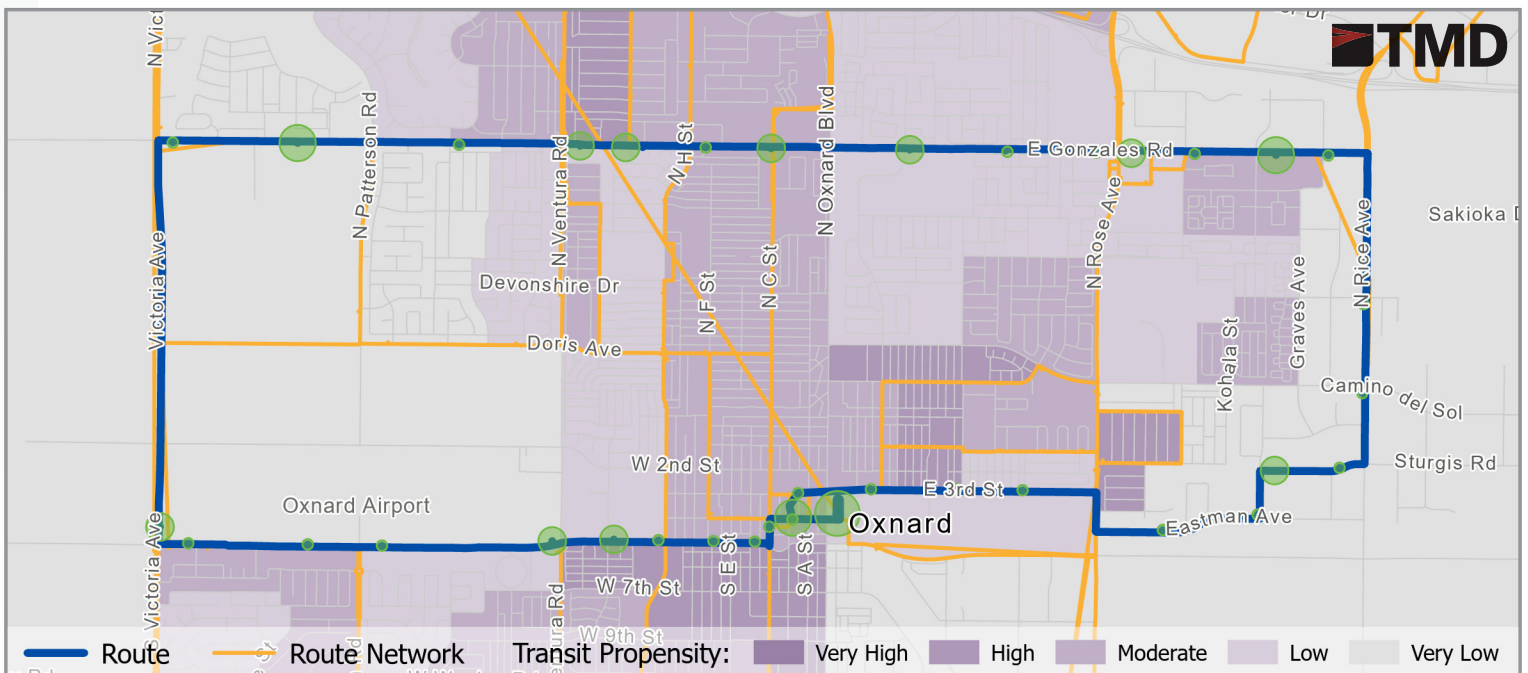 N Vict
TMD
N Patterson Rd
N Ventura Rd
N H St
N Oxnard Blvd
E Gonzales Rd
N Rose Ave
N Rice Ave
Sakioka D
Victoria Ave
Devonshire Dr
N F St
N C St
Graves Ave
Doris Ave
Kohala St
Camino del Sol
W 2nd St
Sturgis Rd
Oxnard Airport
E 3rd St
Oxnard
Eastman Ave
S Victoria Ave
S E St
S A St
W 7th St
W 9th St
Route
Route Network
Transit Propensity:
Very High
High
Moderate
Low
Very Low